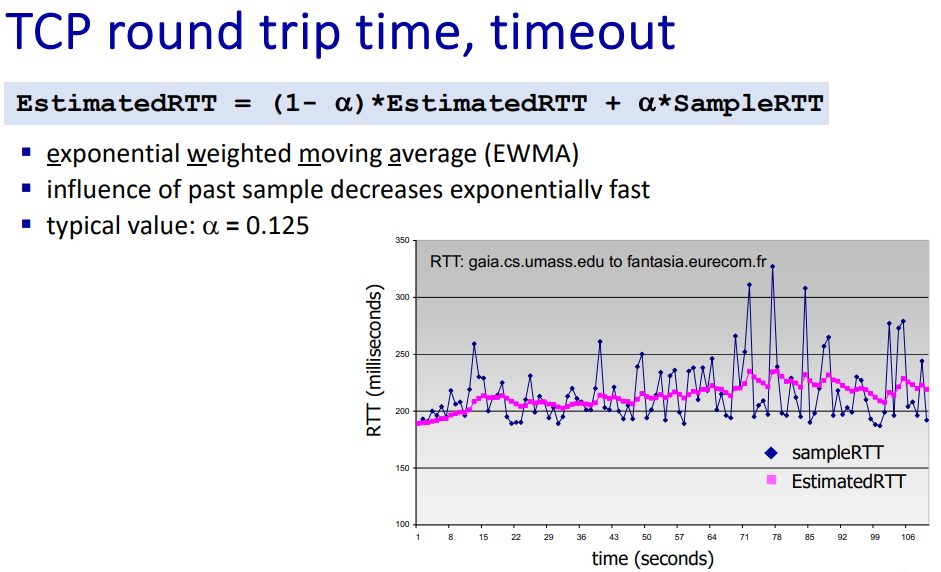 TCP round trip time, timeout
EstimatedRTT = (1- α)*EstimatedRTT + α*SampleRTT
▪ exponential weighted moving average (EWMA)
▪ influence of past sample decreases exponentially fast
▪ typical value: α = 0.125
RTT: gaia.cs.umass.edu to fantasia.eurecom.fr
350
300
250
200
150
100
RTT (milliseconds)
sampleRTT
EstimatedRTT
1 8 15 22 29 36 43 50 57 64 71 78 85 92 99 106
time (seconds)